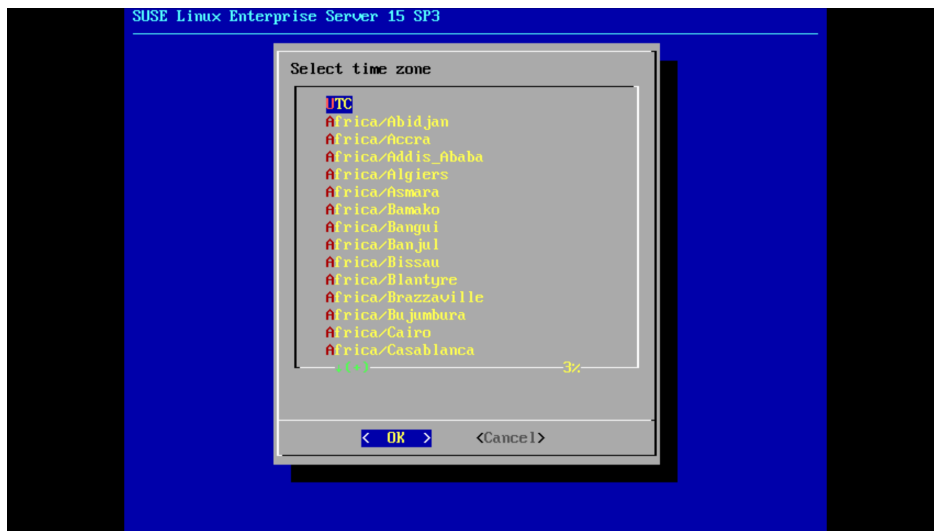 SUSE Linux Enterprise Server 15 SP3
Select time zone
UTC
Africa/Abidjan
Africa/Accra
Africa/Addis_Ababa
Africa/Algiers
Africa/Asmara
Africa/Bamako
Africa/Bangui
Africa/Banjul
Africa/Bissau
Africa/Blantyre
Africa/Brazzaville
Africa/Bujumbura
Africa/Cairo
Africa/Casablanca
↓(+) 3%
< OK > <Cancel>